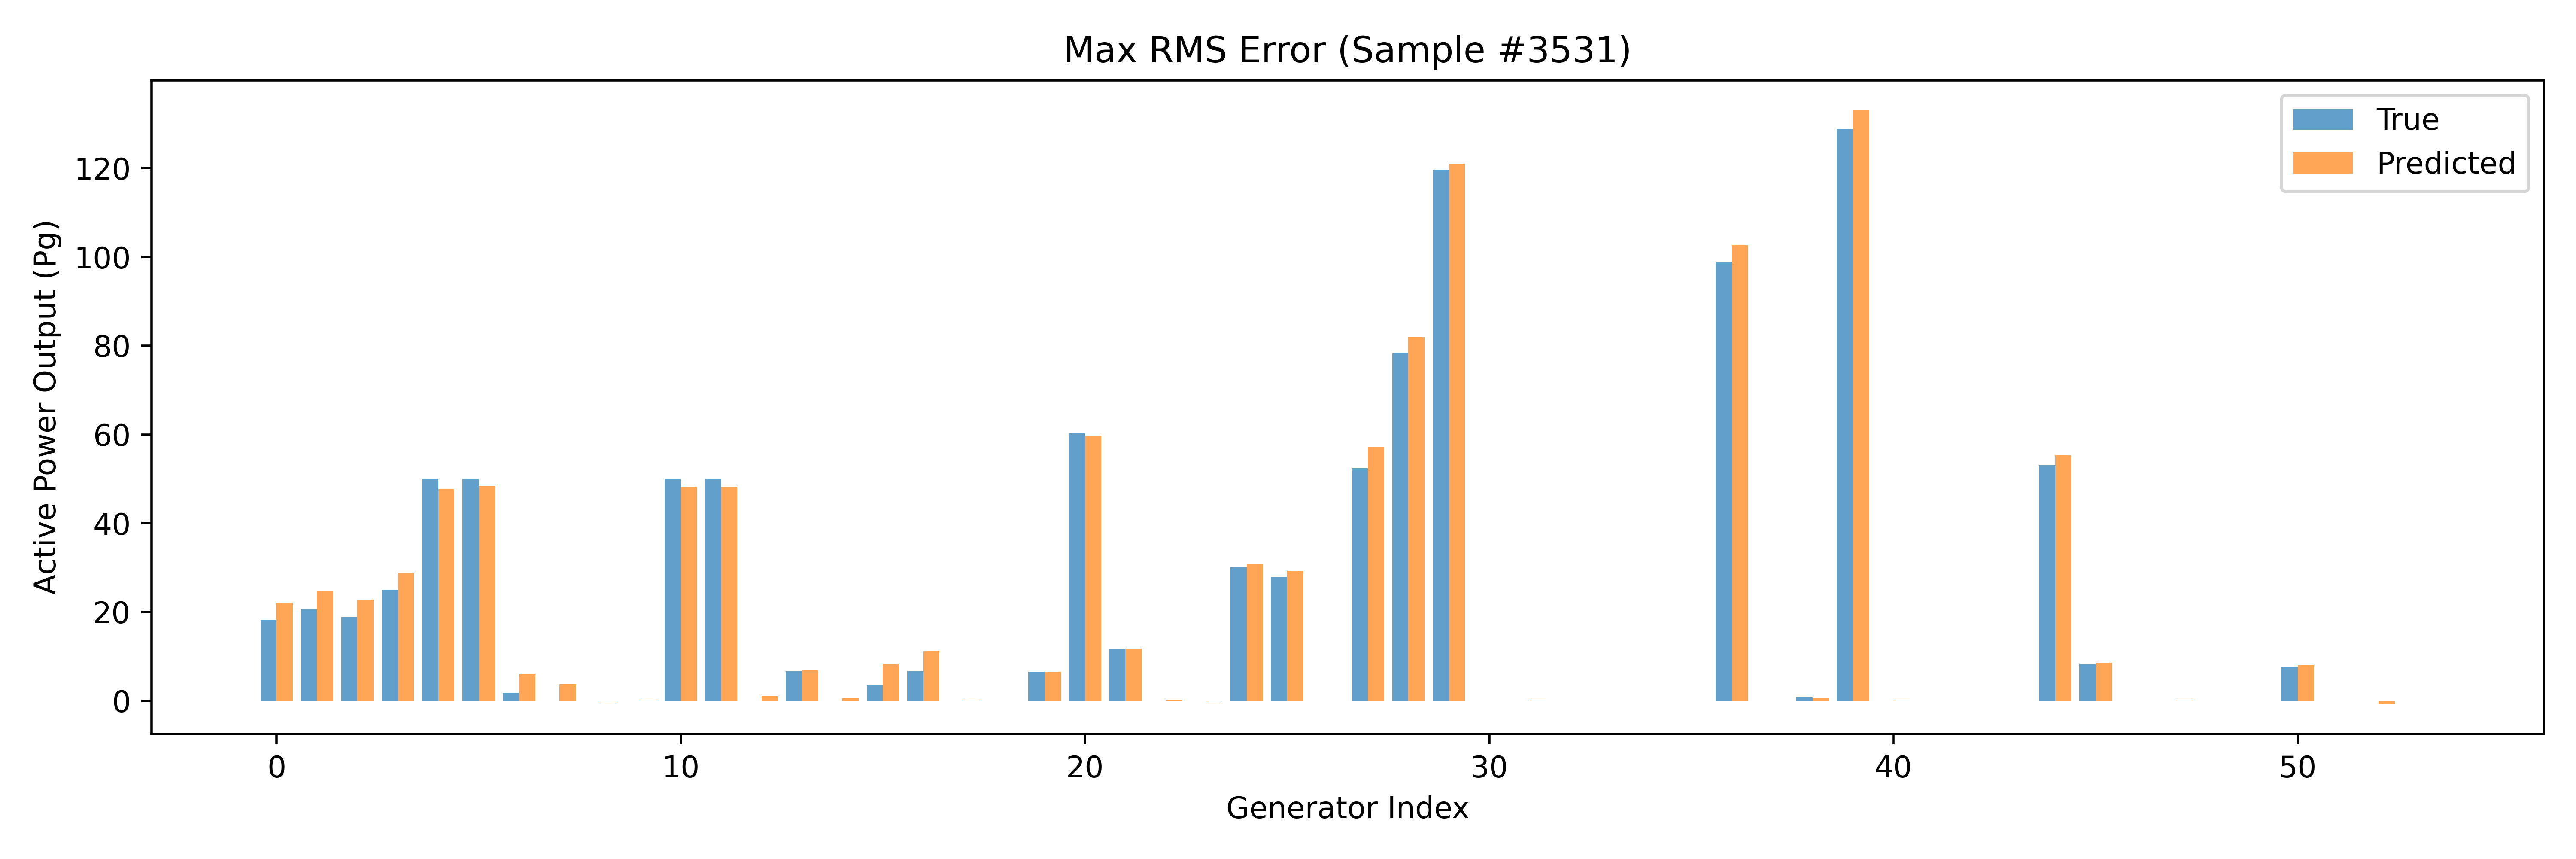 Max RMS Error (Sample #3531)
True
Predicted
Active Power Output (Pg)
120
100
80
60
40
20
0
0 10 20 30 40 50
Generator Index